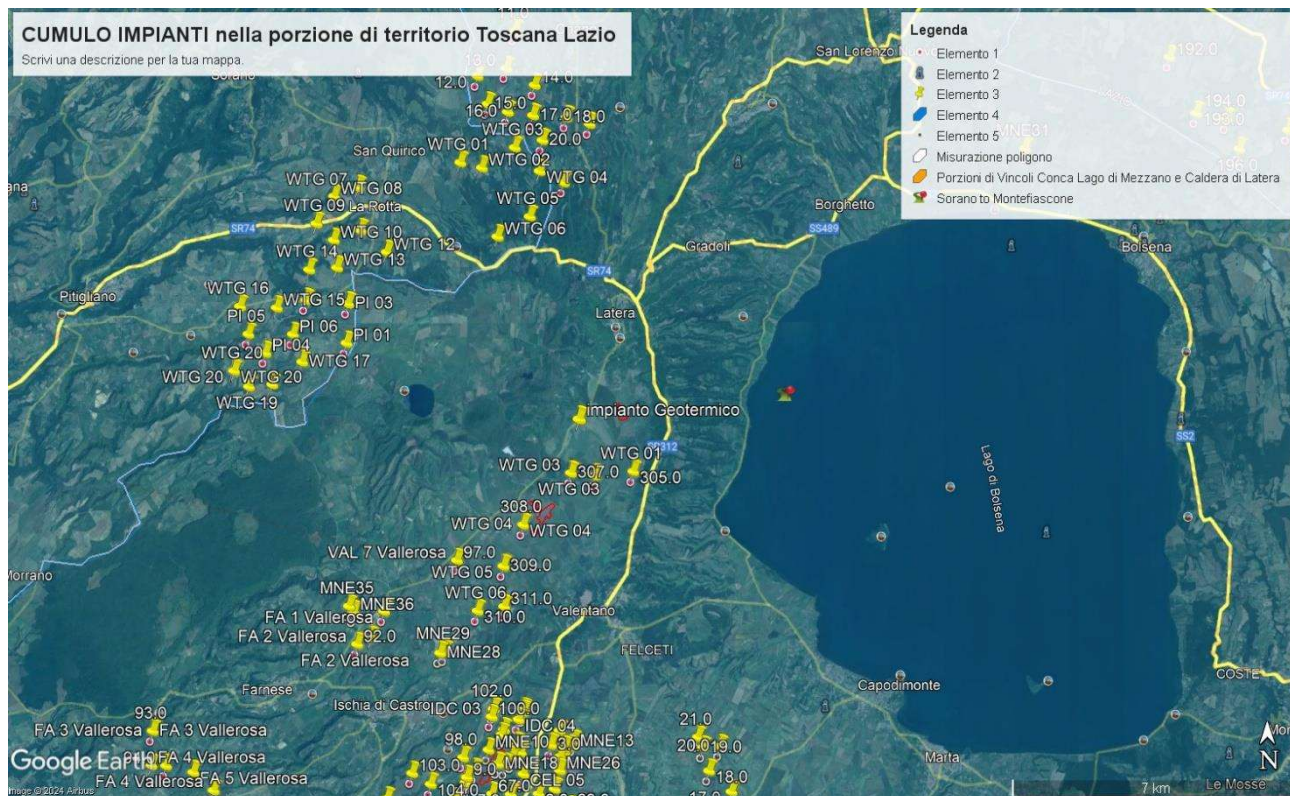 CUMULO IMPIANTI nella porzione di territorio Toscana Lazio
Scrivi una descrizione per la tua mappa.
Legenda
Elemento 1
Elemento 2
Elemento 3
Elemento 4
Elemento 5
Misurazione poligono
Porzioni di Vincoli Conca Lago di Mezzano e Caldera di Latera
Sorano to Montefiascone
San Lorenzo Nuovo
192.0
194.0
193.0
MNE31
196.0
12.0
14.0
15.0
16.0
17.0
18.0
WTG 03
20.0
San Quirico
WTG 01
WTG 02
WTG 04
WTG 05
WTG 06
WTG 07
WTG 08
La Rotta
WTG 09
WTG 10
WTG 12
SR74
WTG 14
WTG 13
SR74
Borghetto
SS489
Gradoli
Bolsena
Pitigliano
WTG 16
WTG 15
PI 03
PI 05
PI 06
PI 01
PI 04
WTG 20
WTG 17
WTG 20
WTG 20
WTG 19
Latera
impianto Geotermico
SS2
WTG 01
WTG 03
307.0
305.0
WTG 03
Lago di Bolsena
308.0
WTG 04
WTG 04
VAL 7 Vallerosa
97.0
309.0
WTG 05
Morrano
MNE35
MNE36
WTG 06
311.0
310.0
FA 1 Vallerosa
Valentano
FA 2 Vallerosa
92.0
MNE29
MNE28
FA 2 Vallerosa
FELCETI
COSTE
Farnese
Ischia di Castro
Capodimonte
102.0
IDC 03
100.0
IDC 04
93.0
FA 3 Vallerosa
FA 3 Vallerosa
21.0
20.0
19.0
98.0
MNE10
MNE13
FA 4 Vallerosa
FA 4 Vallerosa
FA 5 Vallerosa
103.0
MNE18
MNE26
CEL 05
104.0
18.0
17.0
Marta
Le Mosse
7 km
N
Google Earth
Image © 2024 Airbus